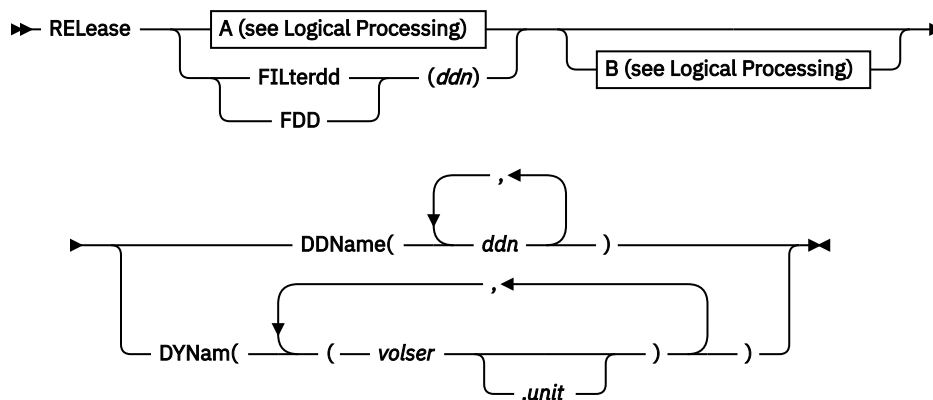 RELease A (see Logical Processing)
FILterdd (ddn) B (see Logical Processing)
FDD
,
DDName( ddn )
,
DYNam( ( volser ) )
,unit